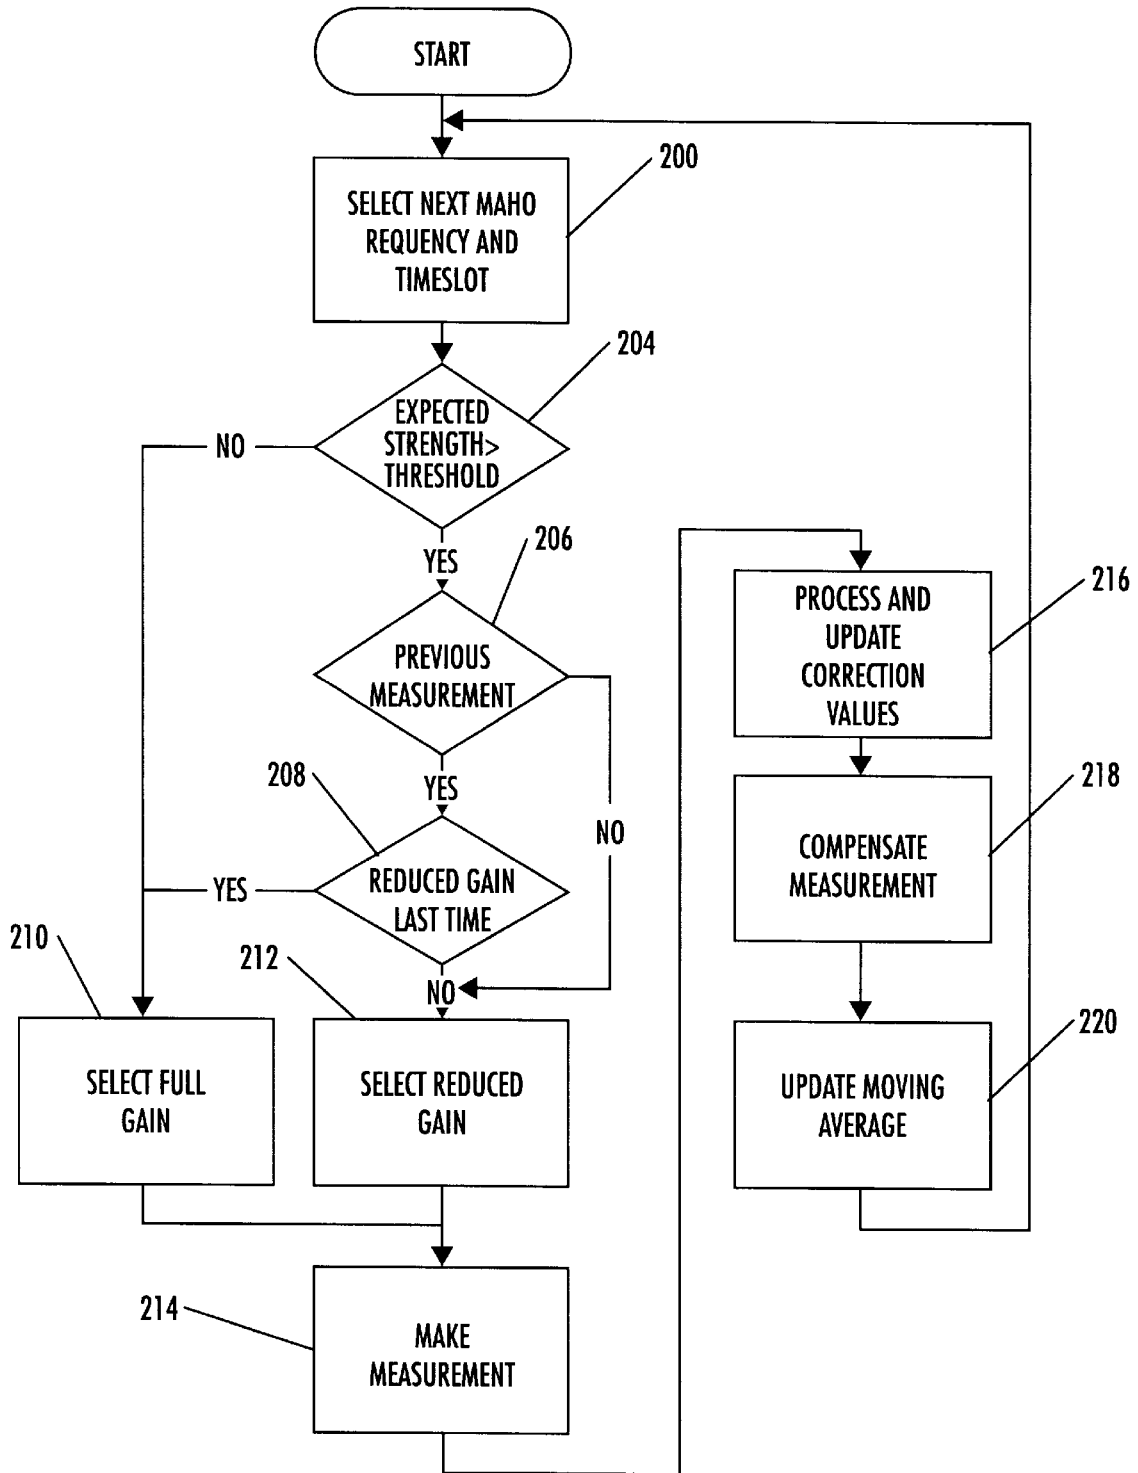 START
200
SELECT NEXT MAHO
REQUENCY AND
TIMESLOT
204
EXPECTED
STRENGTH>
THRESHOLD
NO
YES
206
PREVIOUS
MEASUREMENT
YES
NO
208
REDUCED GAIN
LAST TIME
YES
NO
210
SELECT FULL
GAIN
212
SELECT REDUCED
GAIN
214
MAKE
MEASUREMENT
216
PROCESS AND
UPDATE
CORRECTION
VALUES
218
COMPENSATE
MEASUREMENT
220
UPDATE MOVING
AVERAGE